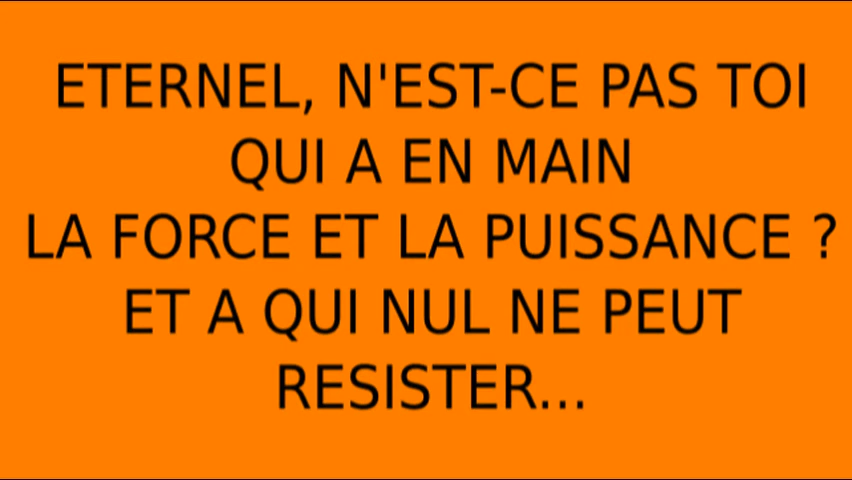 ETERNEL, N'EST-CE PAS TOI
QUI A EN MAIN
LA FORCE ET LA PUISSANCE ?
ET A QUI NUL NE PEUT
RESISTER...